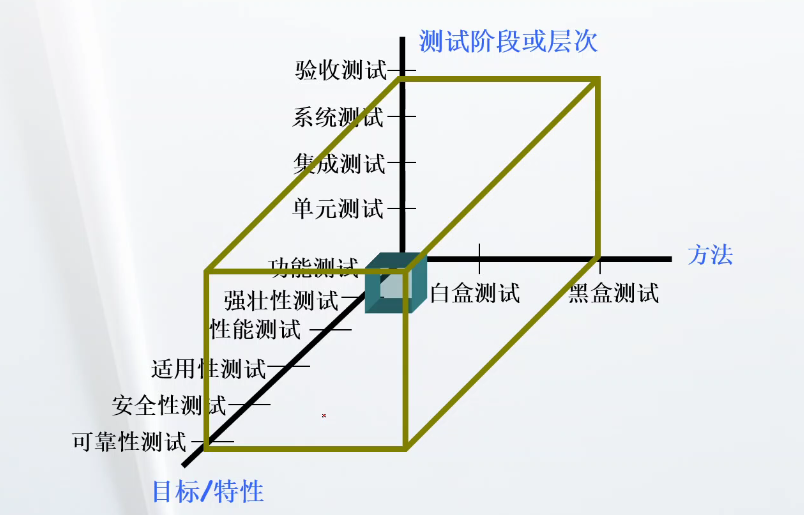 测试阶段或层次
验收测试
系统测试
集成测试
单元测试
方法
功能测试
白盒测试
黑盒测试
强壮性测试
性能测试
适用性测试
安全性测试
可靠性测试
目标/特性